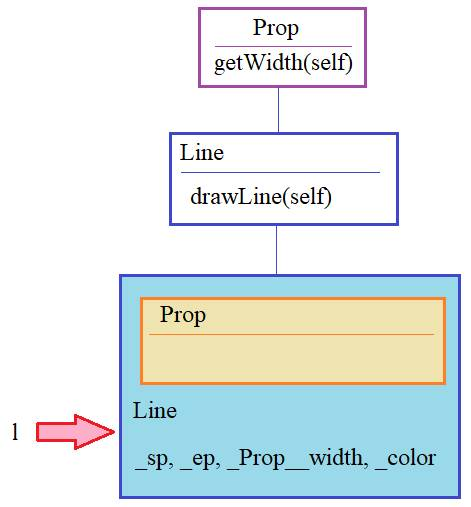 Prop
getWidth(self)
Line
drawLine(self)
Prop
Line
l
_sp, _ep, _Prop__width, _color